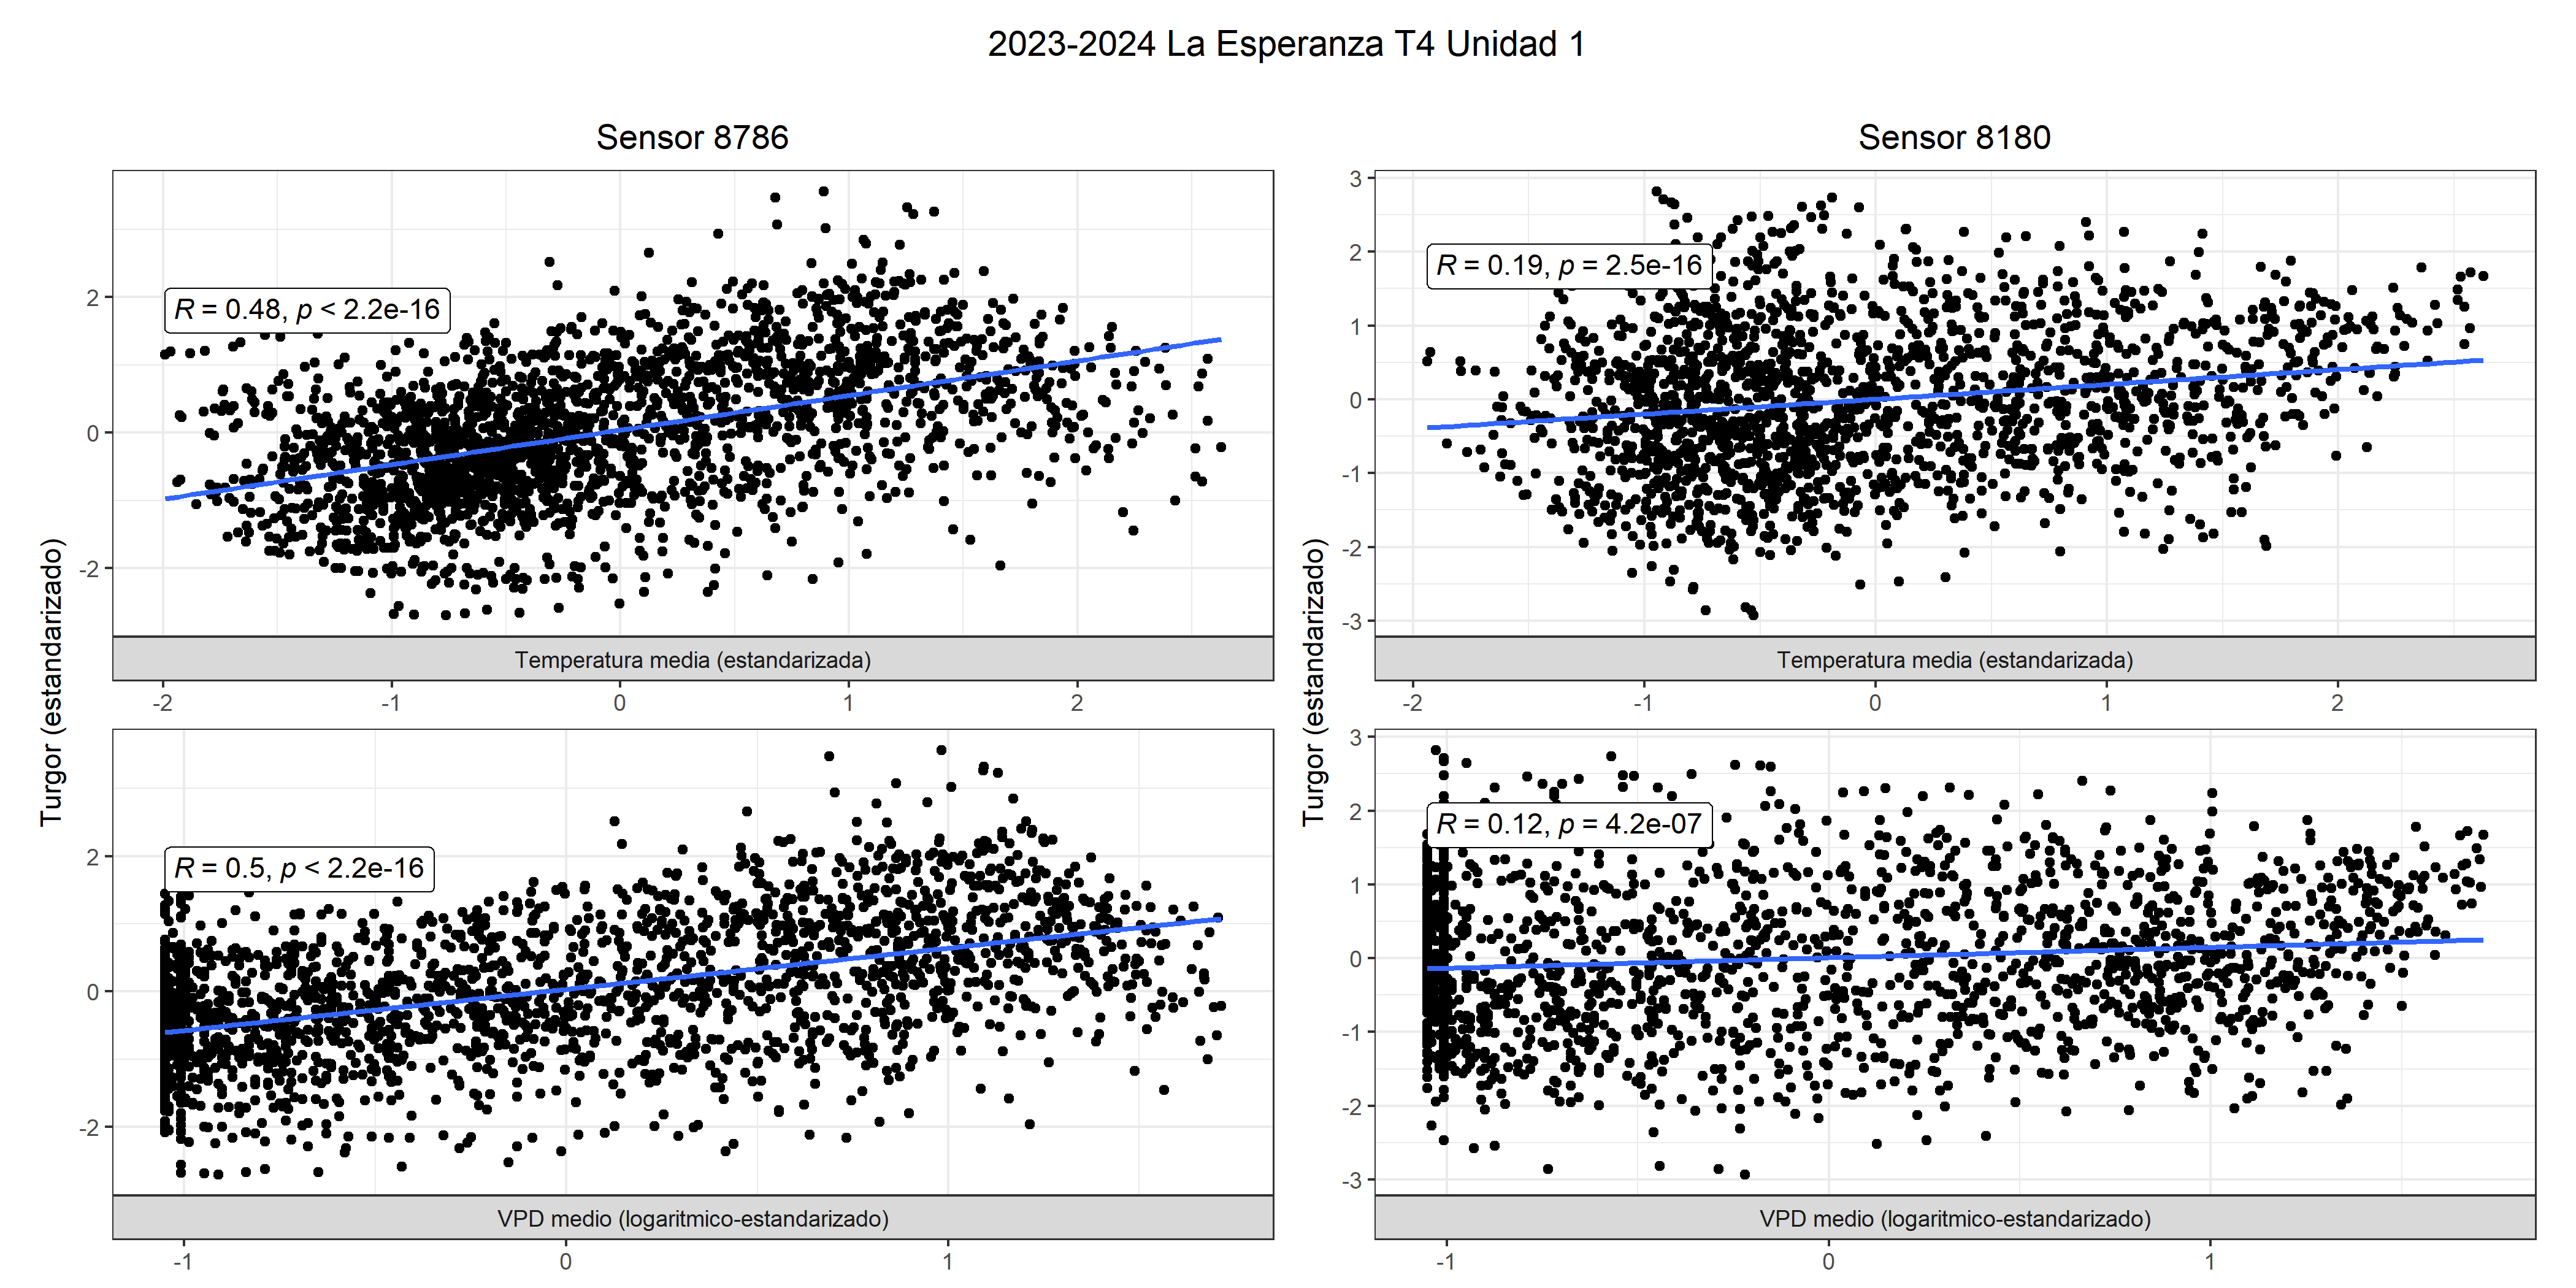 2023-2024 La Esperanza T4 Unidad 1
Sensor 8786
Turgor (estandarizado)
2
0
-2
R = 0.48, p < 2.2e-16
Temperatura media (estandarizada)
-2 -1 0 1 2
2
0
-2
R = 0.5, p < 2.2e-16
VPD medio (logaritmico-estandarizado)
-1 0 1
Sensor 8180
Turgor (estandarizado)
3
2
1
0
-1
-2
-3
R = 0.19, p = 2.5e-16
Temperatura media (estandarizada)
-2 -1 0 1 2
3
2
1
0
-1
-2
-3
R = 0.12, p = 4.2e-07
VPD medio (logaritmico-estandarizado)
-1 0 1